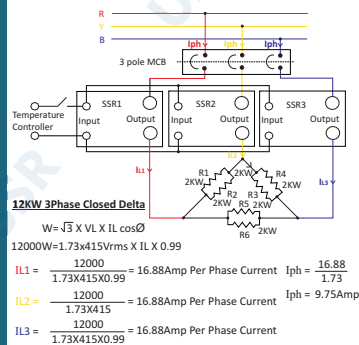 R
Y
B
Iph Iph Iph
3 pole MCB
SSR1 SSR2 SSR3
Temperature
Controller
Input Output Input Output Input Output
IL1 IL2 IL3
R1 2KW 2KW R4
2KW R2 R3 2KW
2KW R5 2KW
R6 2KW
12KW 3Phase Closed Delta
W=√3 X VL X IL cosØ
12000W=1.73x415Vrms X IL X 0.99
IL1 = 12000 / 1.73X415X0.99 = 16.88Amp Per Phase Current Iph = 16.88 / 1.73
IL2 = 12000 / 1.73X415 = 16.88Amp Per Phase Current Iph = 9.75Amp
IL3 = 12000 / 1.73X415X0.99 = 16.88Amp Per Phase Current